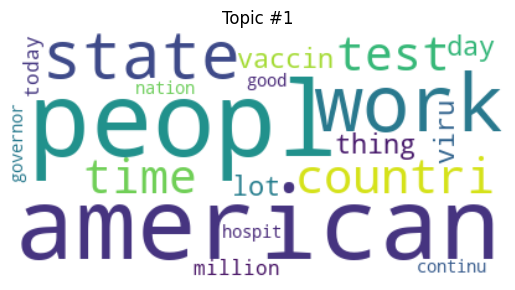 Topic #1
today
state
vaccin
test
day
nation
good
peopl
work
governor
thing
viru
time
lot
countri
american
hospit
million
continu